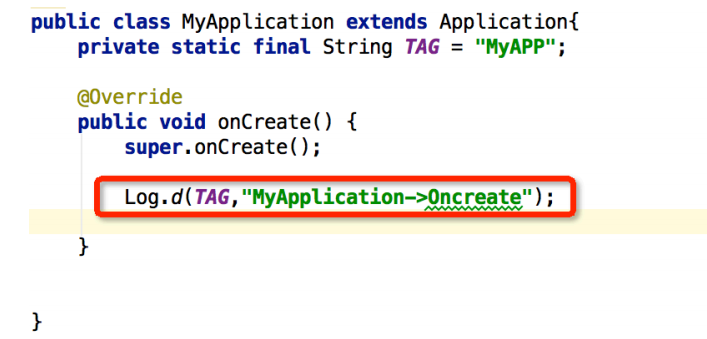 public class MyApplication extends Application{
private static final String TAG = "MyAPP";
@Override
public void onCreate() {
super.onCreate();
Log.d(TAG,"MyApplication->Oncreate");
}
}